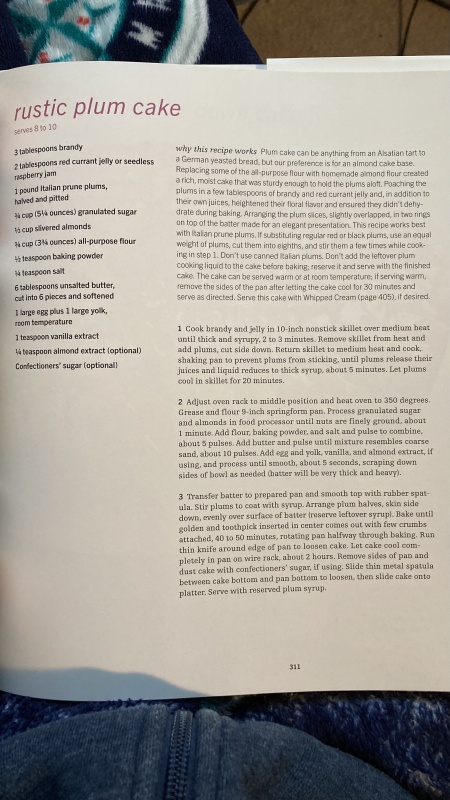 rustic plum cake
serves 8 to 10
3 tablespoons brandy
2 tablespoons red currant jelly or seedless
raspberry jam
1 pound Italian prune plums,
halved and pitted
¾ cup (5¼ ounces) granulated sugar
⅓ cup slivered almonds
¾ cup (3¾ ounces) all-purpose flour
½ teaspoon baking powder
¼ teaspoon salt
6 tablespoons unsalted butter,
cut into 6 pieces and softened
1 large egg plus 1 large yolk,
room temperature
1 teaspoon vanilla extract
¼ teaspoon almond extract (optional)
Confectioners' sugar (optional)
why this recipe works Plum cake can be anything from an Alsatian tart to
a German yeasted bread, but our preference is for an almond cake base.
Replacing some of the all-purpose flour with homemade almond flour created
a rich, moist cake that was sturdy enough to hold the plums aloft. Poaching the
plums in a few tablespoons of brandy and red currant jelly and, in addition to
their own juices, heightened their floral flavor and ensured they didn't dehy-
drate during baking. Arranging the plum slices, slightly overlapped, in two rings
on top of the batter made for an elegant presentation. This recipe works best
with Italian prune plums. If substituting regular red or black plums, use an equal
weight of plums, cut them into eighths, and stir them a few times while cook-
ing in step 1. Don't use canned Italian plums. Don't add the leftover plum
cooking liquid to the cake before baking; reserve it and serve with the finished
cake. The cake can be served warm or at room temperature; if serving warm,
remove the sides of the pan after letting the cake cool for 30 minutes and
serve as directed. Serve this cake with Whipped Cream (page 405), if desired.
1 Cook brandy and jelly in 10-inch nonstick skillet over medium heat
until thick and syrupy, 2 to 3 minutes. Remove skillet from heat and
add plums, cut side down. Return skillet to medium heat and cook,
shaking pan to prevent plums from sticking, until plums release their
juices and liquid reduces to thick syrup, about 5 minutes. Let plums
cool in skillet for 20 minutes.
2 Adjust oven rack to middle position and heat oven to 350 degrees.
Grease and flour 9-inch springform pan. Process granulated sugar
and almonds in food processor until nuts are finely ground, about
1 minute. Add flour, baking powder, and salt and pulse to combine,
about 5 pulses. Add butter and pulse until mixture resembles coarse
sand, about 10 pulses. Add egg and yolk, vanilla, and almond extract, if
using, and process until smooth, about 5 seconds, scraping down
sides of bowl as needed (batter will be very thick and heavy).
3 Transfer batter to prepared pan and smooth top with rubber spat-
ula. Stir plums to coat with syrup. Arrange plum halves, skin side
down, evenly over surface of batter (reserve leftover syrup). Bake until
golden and toothpick inserted in center comes out with few crumbs
attached, 40 to 50 minutes, rotating pan halfway through baking. Run
thin knife around edge of pan to loosen cake. Let cake cool com-
pletely in pan on wire rack, about 2 hours. Remove sides of pan and
dust cake with confectioners' sugar, if using. Slide thin metal spatula
between cake bottom and pan bottom to loosen, then slide cake onto
platter. Serve with reserved plum syrup.
311